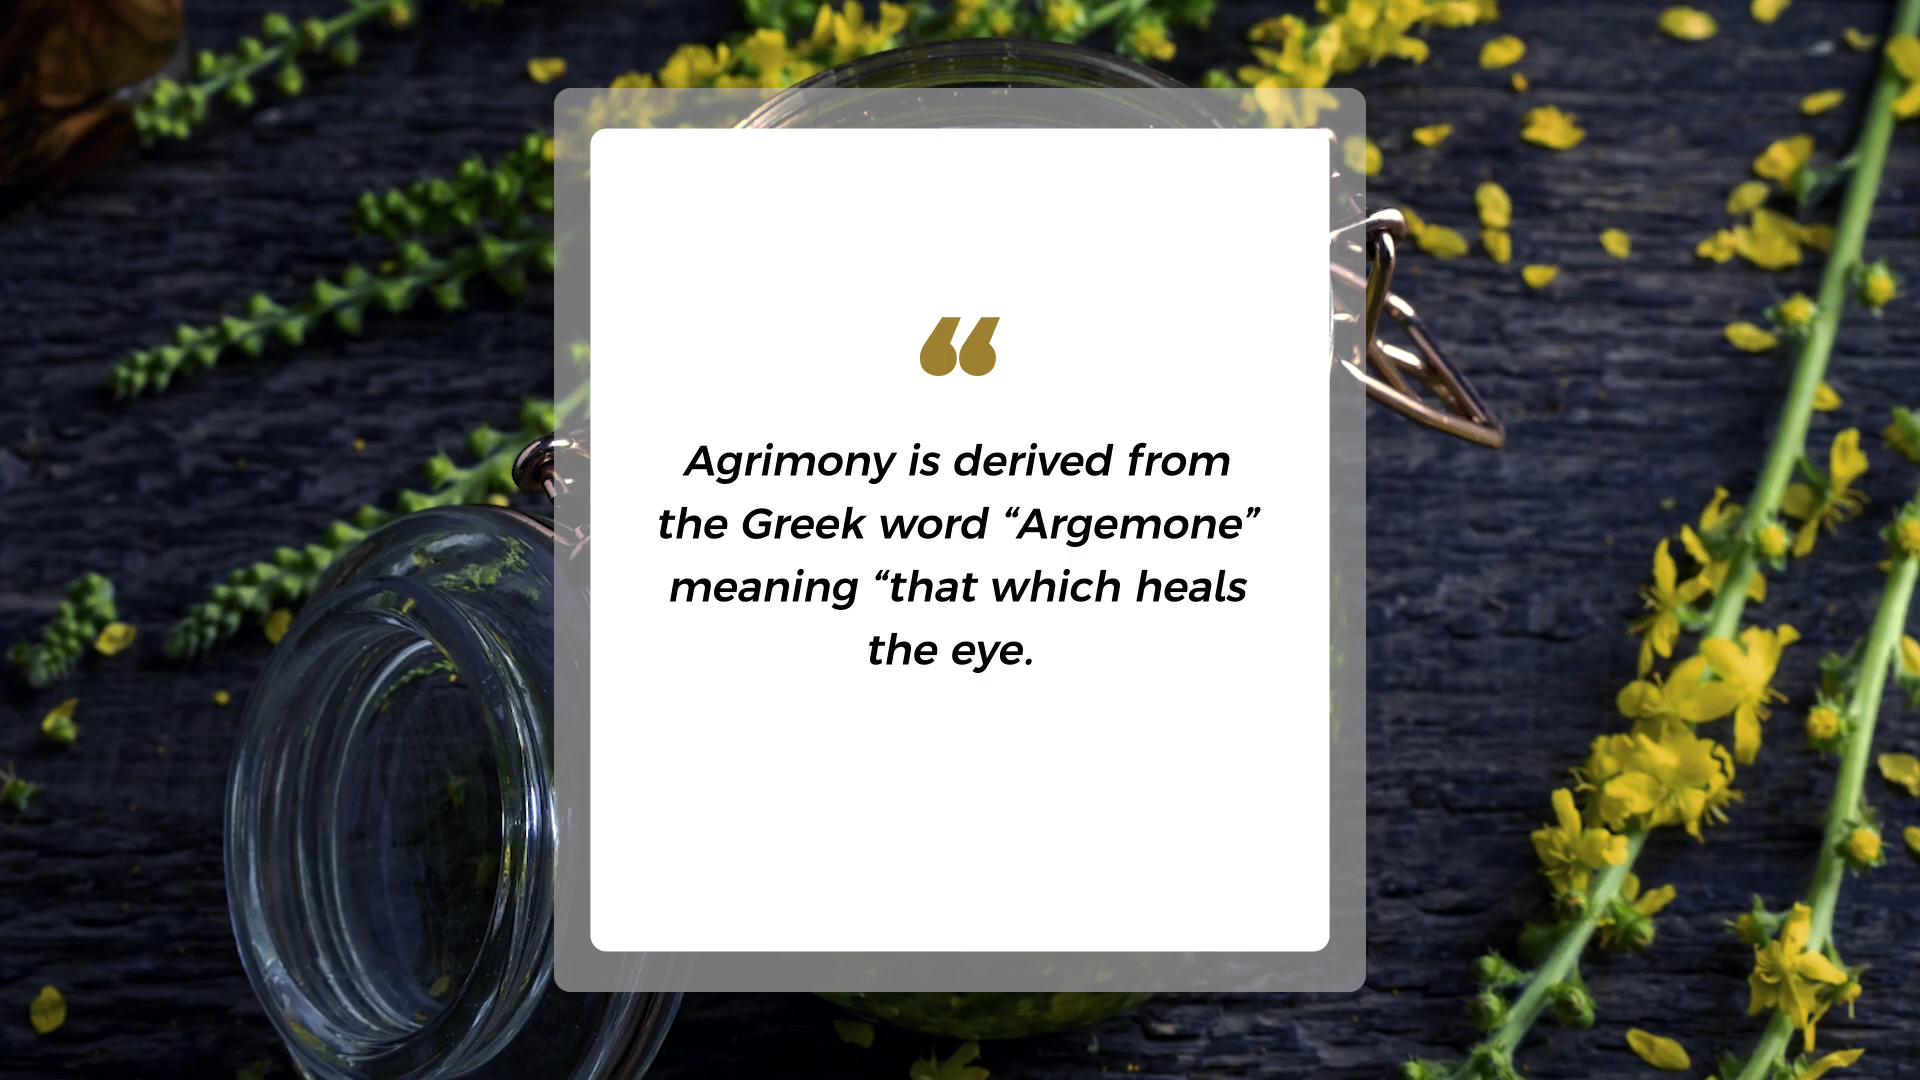 “
Agrimony is derived from
the Greek word “Argemone”
meaning “that which heals
the eye.